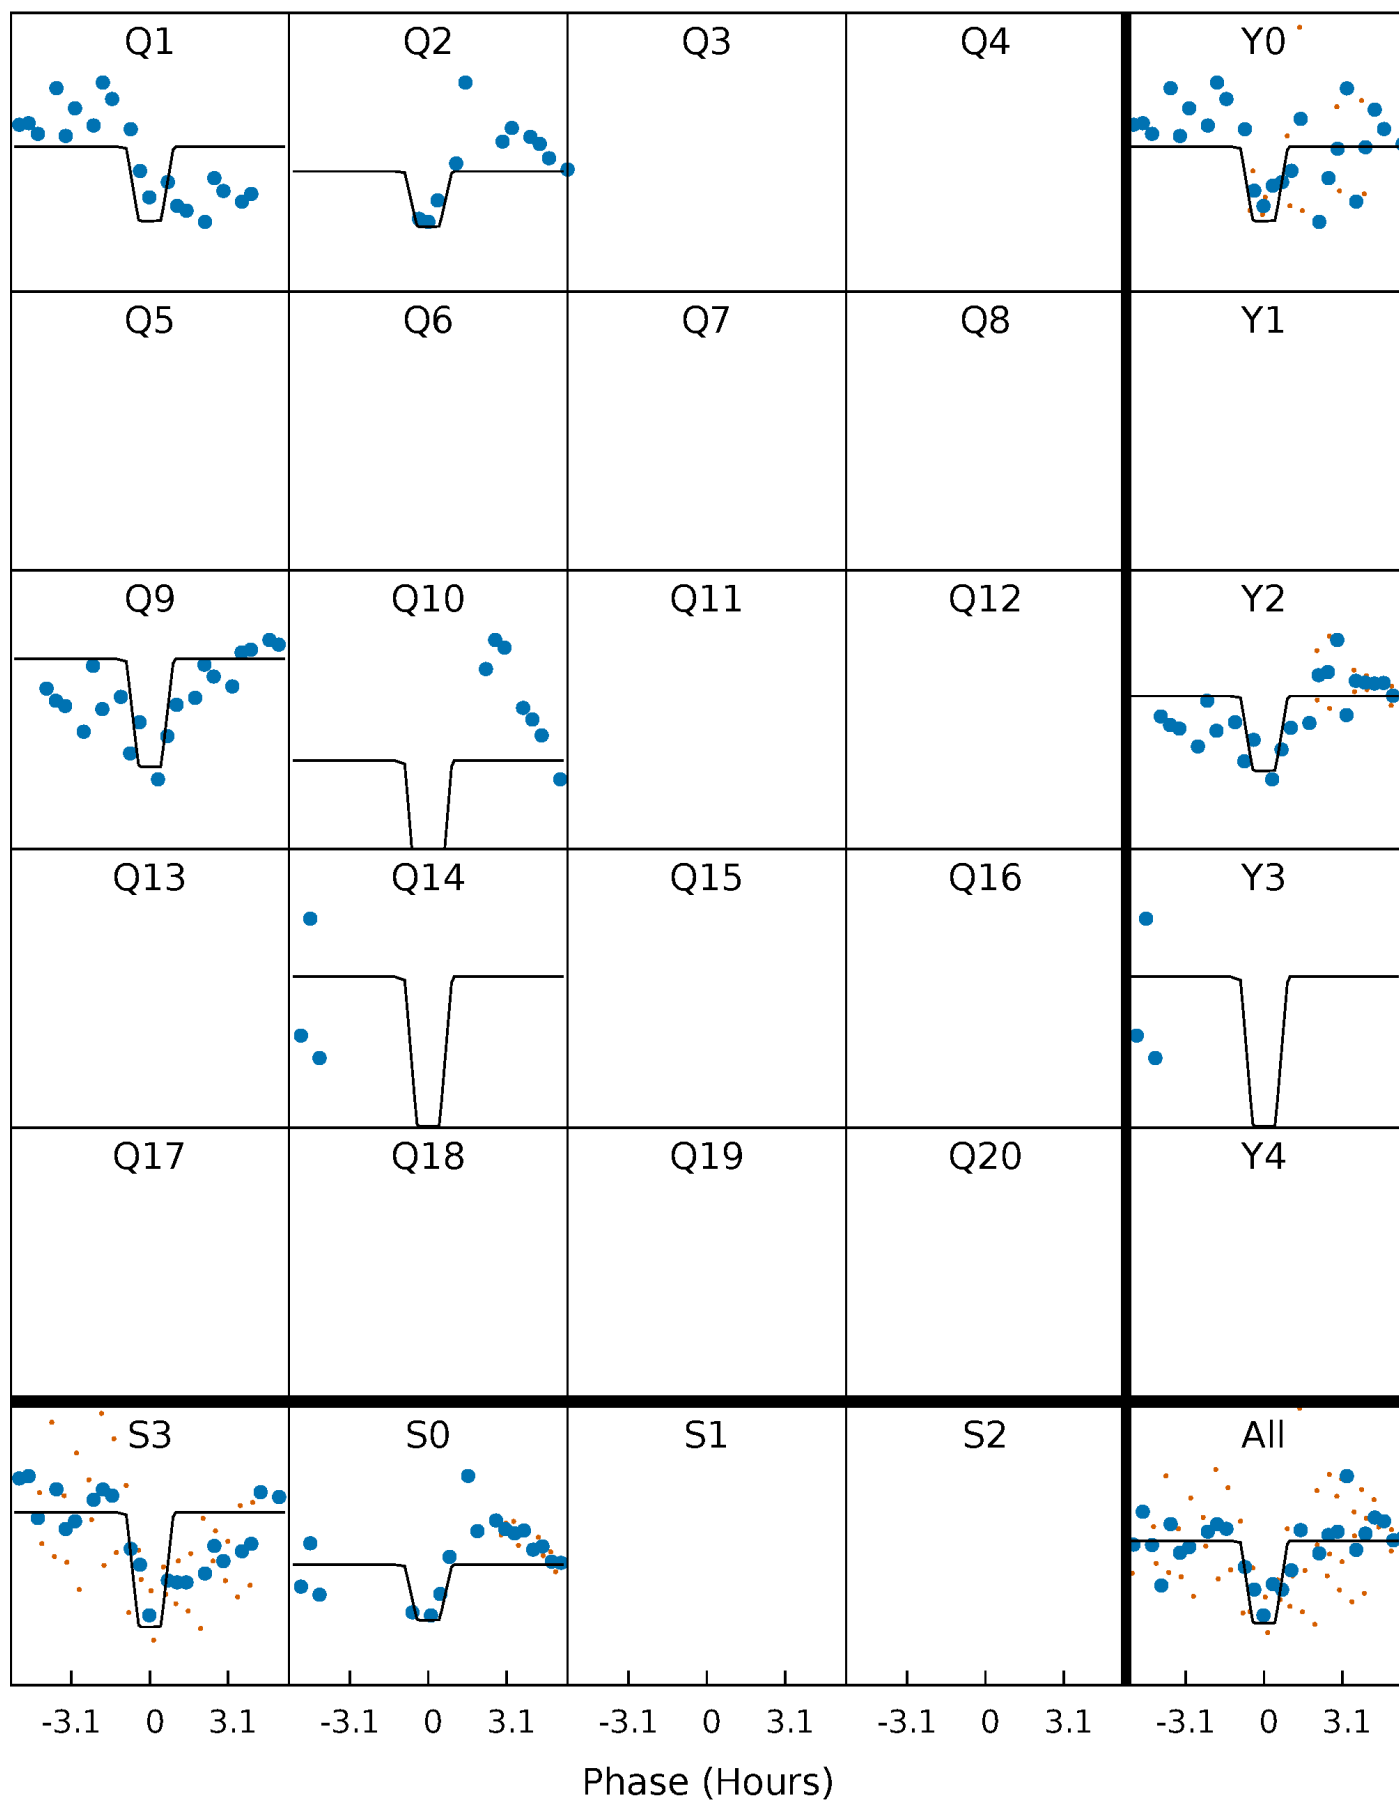 Q1 Q2 Q3 Q4 Y0
Q5 Q6 Q7 Q8 Y1
Q9 Q10 Q11 Q12 Y2
Q13 Q14 Q15 Q16 Y3
Q17 Q18 Q19 Q20 Y4
S3 S0 S1 S2 All
-3.1 0 3.1 -3.1 0 3.1 -3.1 0 3.1 -3.1 0 3.1 -3.1 0 3.1
Phase (Hours)